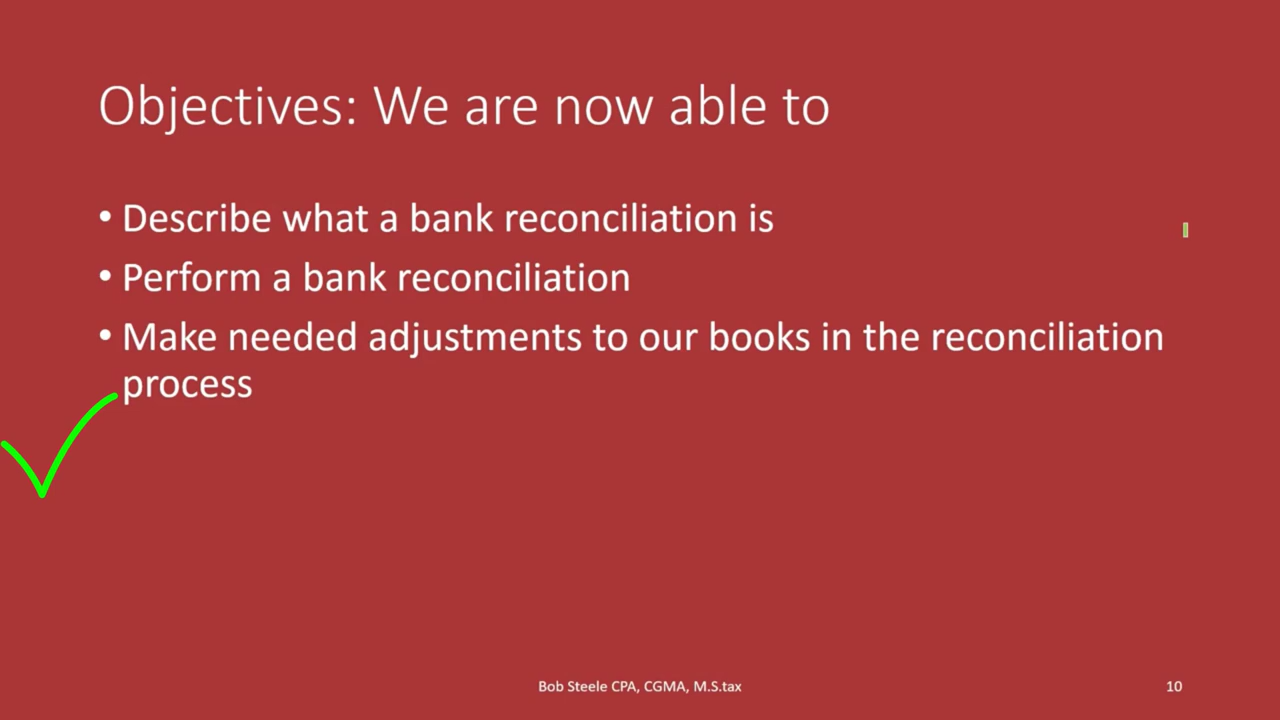 Objectives: We are now able to
• Describe what a bank reconciliation is
• Perform a bank reconciliation
• Make needed adjustments to our books in the reconciliation
process
Bob Steele CPA, CGMA, M.S.tax
10